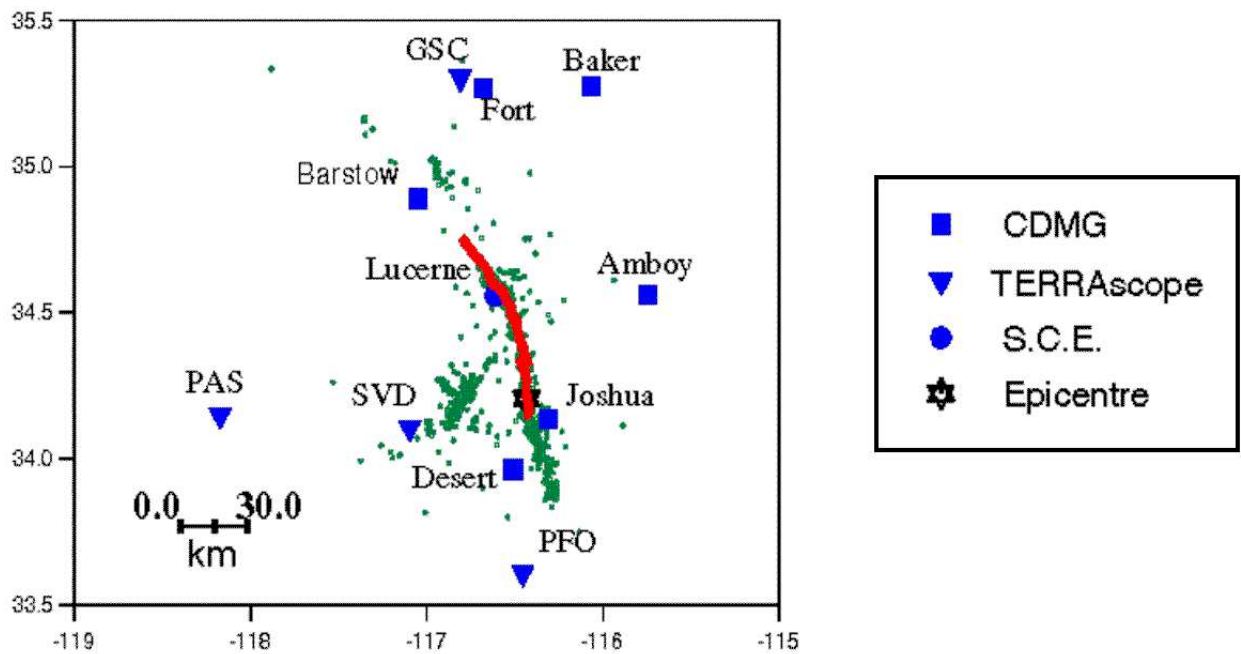 35.5
GSC
Baker
Fort
35.0
Barstow
Lucerne
Amboy
34.5
PAS
SVD
Joshua
34.0
Desert
0.0 30.0
km
PFO
33.5
-119 -118 -117 -116 -115
CDMG
TERRAscope
S.C.E.
Epicentre